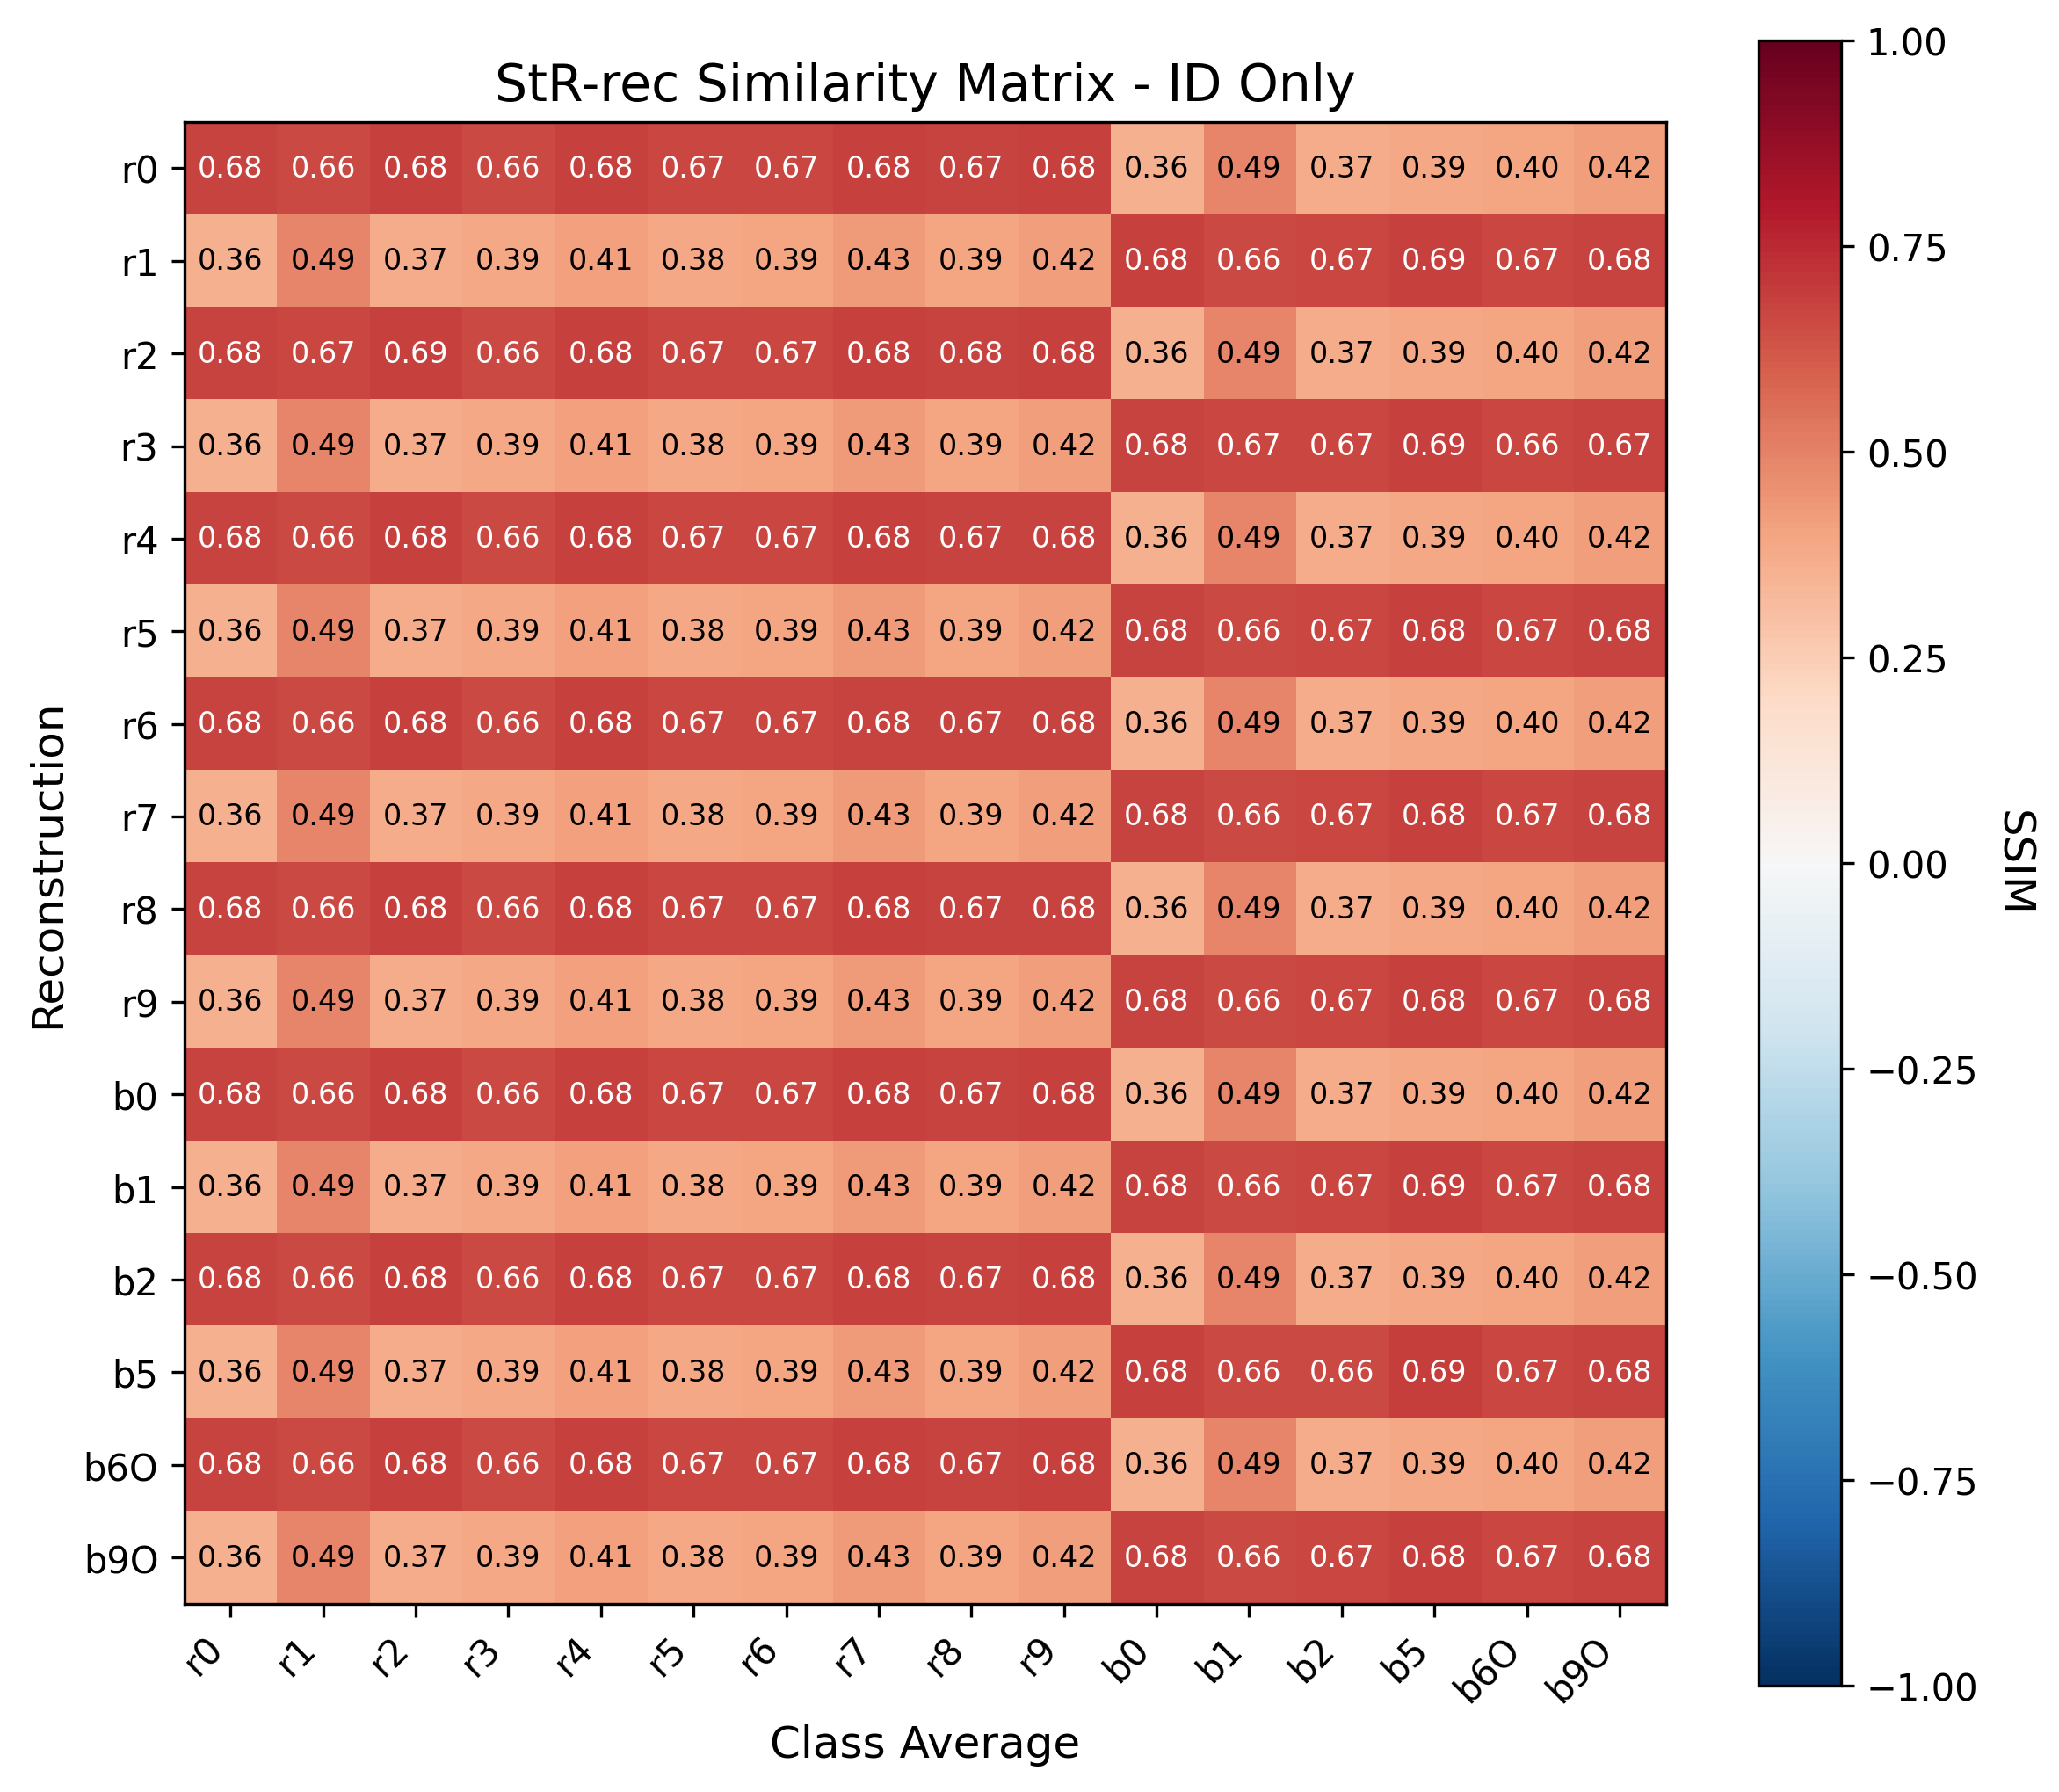 StR-rec Similarity Matrix - ID Only
r0 0.68 0.66 0.68 0.66 0.68 0.67 0.67 0.68 0.67 0.68 0.36 0.49 0.37 0.39 0.40 0.42
r1 0.36 0.49 0.37 0.39 0.41 0.38 0.39 0.43 0.39 0.42 0.68 0.66 0.67 0.69 0.67 0.68
r2 0.68 0.67 0.69 0.66 0.68 0.67 0.67 0.68 0.68 0.68 0.36 0.49 0.37 0.39 0.40 0.42
r3 0.36 0.49 0.37 0.39 0.41 0.38 0.39 0.43 0.39 0.42 0.68 0.67 0.67 0.69 0.66 0.67
r4 0.68 0.66 0.68 0.66 0.68 0.67 0.67 0.68 0.67 0.68 0.36 0.49 0.37 0.39 0.40 0.42
r5 0.36 0.49 0.37 0.39 0.41 0.38 0.39 0.43 0.39 0.42 0.68 0.66 0.67 0.68 0.67 0.68
r6 0.68 0.66 0.68 0.66 0.68 0.67 0.67 0.68 0.67 0.68 0.36 0.49 0.37 0.39 0.40 0.42
r7 0.36 0.49 0.37 0.39 0.41 0.38 0.39 0.43 0.39 0.42 0.68 0.66 0.67 0.68 0.67 0.68
r8 0.68 0.66 0.68 0.66 0.68 0.67 0.67 0.68 0.67 0.68 0.36 0.49 0.37 0.39 0.40 0.42
r9 0.36 0.49 0.37 0.39 0.41 0.38 0.39 0.43 0.39 0.42 0.68 0.66 0.67 0.68 0.67 0.68
b0 0.68 0.66 0.68 0.66 0.68 0.67 0.67 0.68 0.67 0.68 0.36 0.49 0.37 0.39 0.40 0.42
b1 0.36 0.49 0.37 0.39 0.41 0.38 0.39 0.43 0.39 0.42 0.68 0.66 0.67 0.69 0.67 0.68
b2 0.68 0.66 0.68 0.66 0.68 0.67 0.67 0.68 0.67 0.68 0.36 0.49 0.37 0.39 0.40 0.42
b5 0.36 0.49 0.37 0.39 0.41 0.38 0.39 0.43 0.39 0.42 0.68 0.66 0.66 0.69 0.67 0.68
b6O 0.68 0.66 0.68 0.66 0.68 0.67 0.67 0.68 0.67 0.68 0.36 0.49 0.37 0.39 0.40 0.42
b9O 0.36 0.49 0.37 0.39 0.41 0.38 0.39 0.43 0.39 0.42 0.68 0.66 0.67 0.68 0.67 0.68
r0 r1 r2 r3 r4 r5 r6 r7 r8 r9 b0 b1 b2 b5 b6O b9O
Class Average
Reconstruction
1.00
0.75
0.50
0.25
0.00
−0.25
−0.50
−0.75
−1.00
SSIM